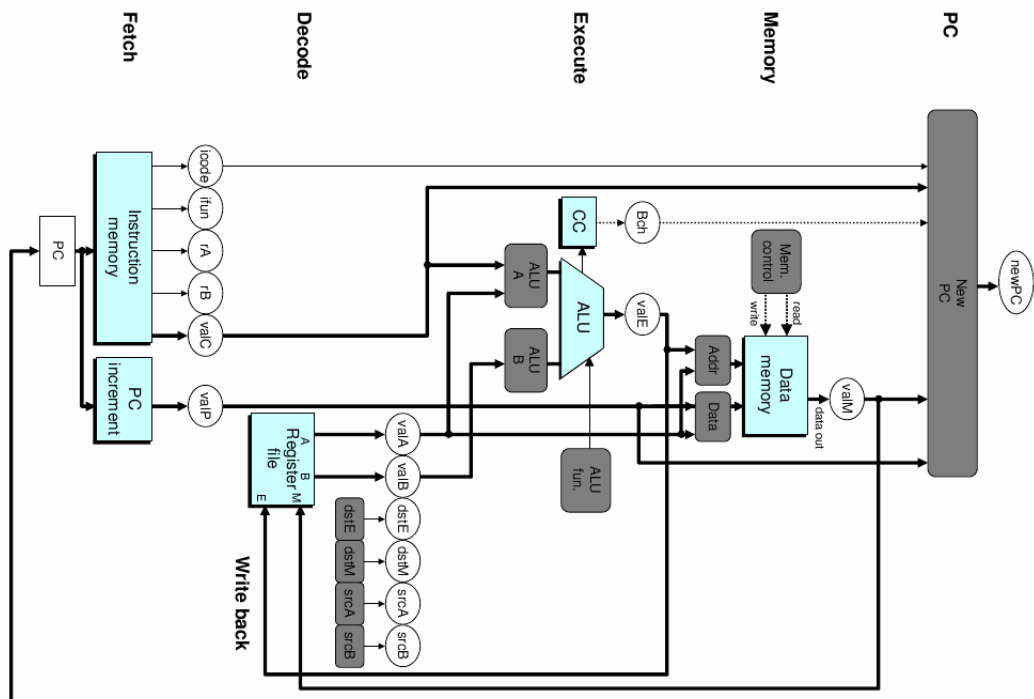 newPC
PC
New
PC
valM
data out
Memory
Mem.
control
read
write
Data
memory
Addr
Data
Bch
valE
Execute
CC
ALU
ALU
fun.
ALU
A
ALU
B
valA
valB
dstE
dstM
srcA
srcB
dstE
dstM
srcA
srcB
Decode
A
B
M
Register
file
E
Write back
icode
ifun
rA
rB
valC
valP
Fetch
Instruction
memory
PC
increment
PC